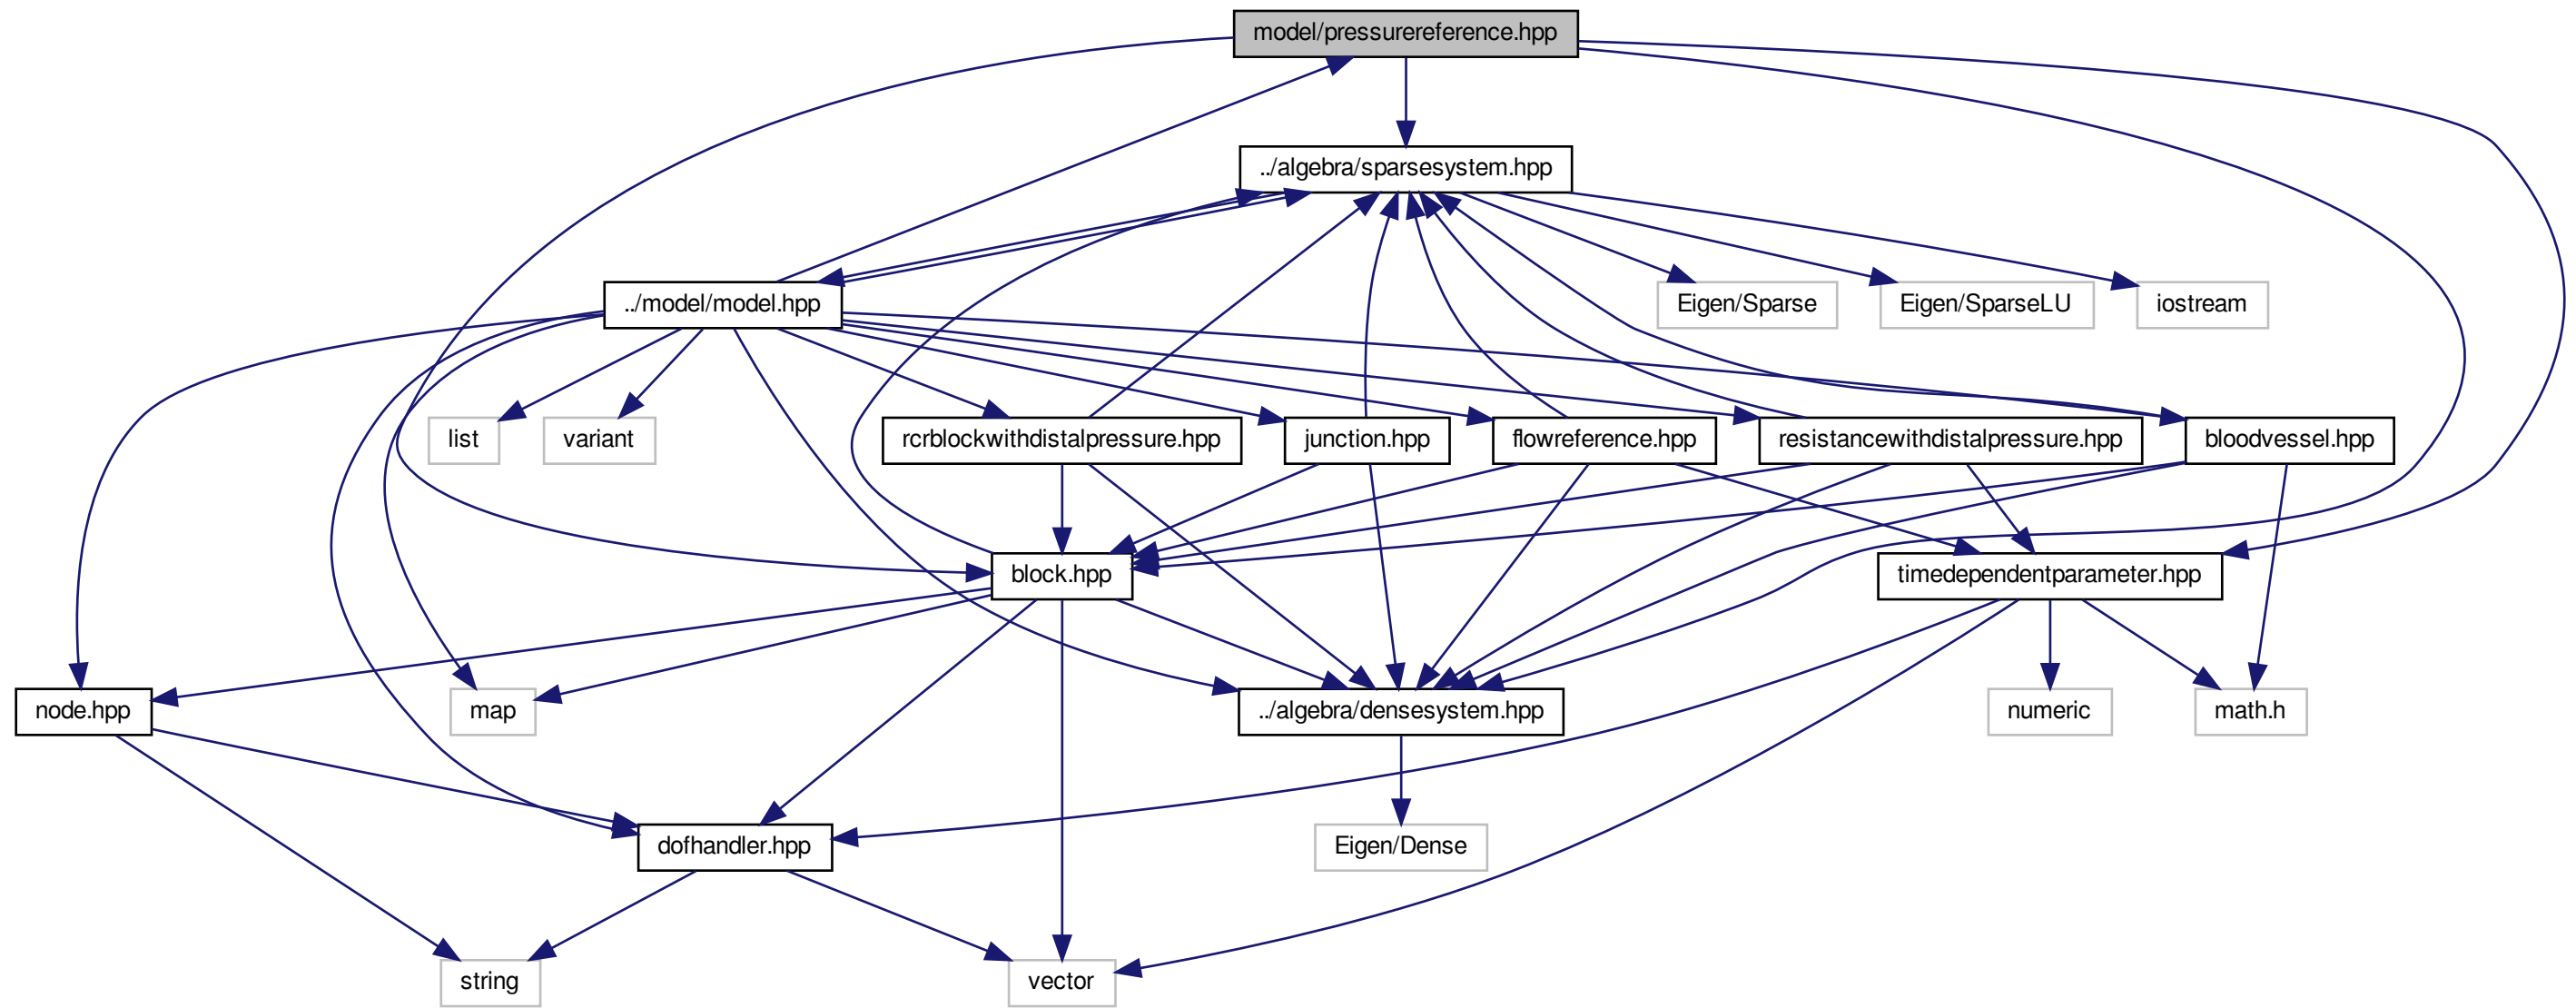 model/pressurereference.hpp
../algebra/sparsesystem.hpp
../model/model.hpp
Eigen/Sparse
Eigen/SparseLU
iostream
list
variant
rcrblockwithdistalpressure.hpp
junction.hpp
flowreference.hpp
resistancewithdistalpressure.hpp
bloodvessel.hpp
block.hpp
timedependentparameter.hpp
node.hpp
map
../algebra/densesystem.hpp
numeric
math.h
dofhandler.hpp
Eigen/Dense
string
vector